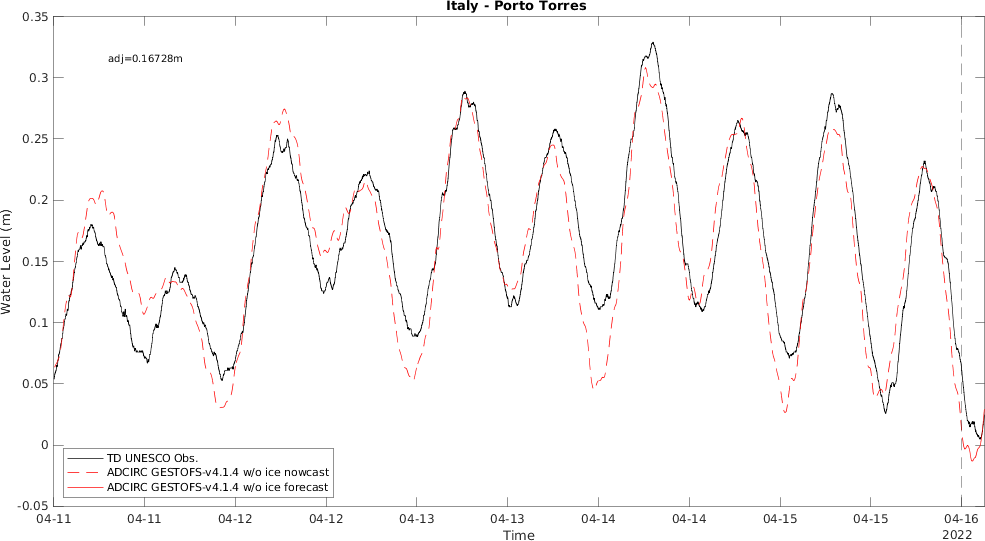 Italy - Porto Torres
adj=0.16728m
0.35
0.3
0.25
0.2
0.15
0.1
0.05
0
-0.05
Water Level (m)
TD UNESCO Obs.
ADCIRC GESTOFS-v4.1.4 w/o ice nowcast
ADCIRC GESTOFS-v4.1.4 w/o ice forecast
04-11 04-11 04-12 04-12 04-13 04-13 04-14 04-14 04-15 04-15 04-16
2022
Time